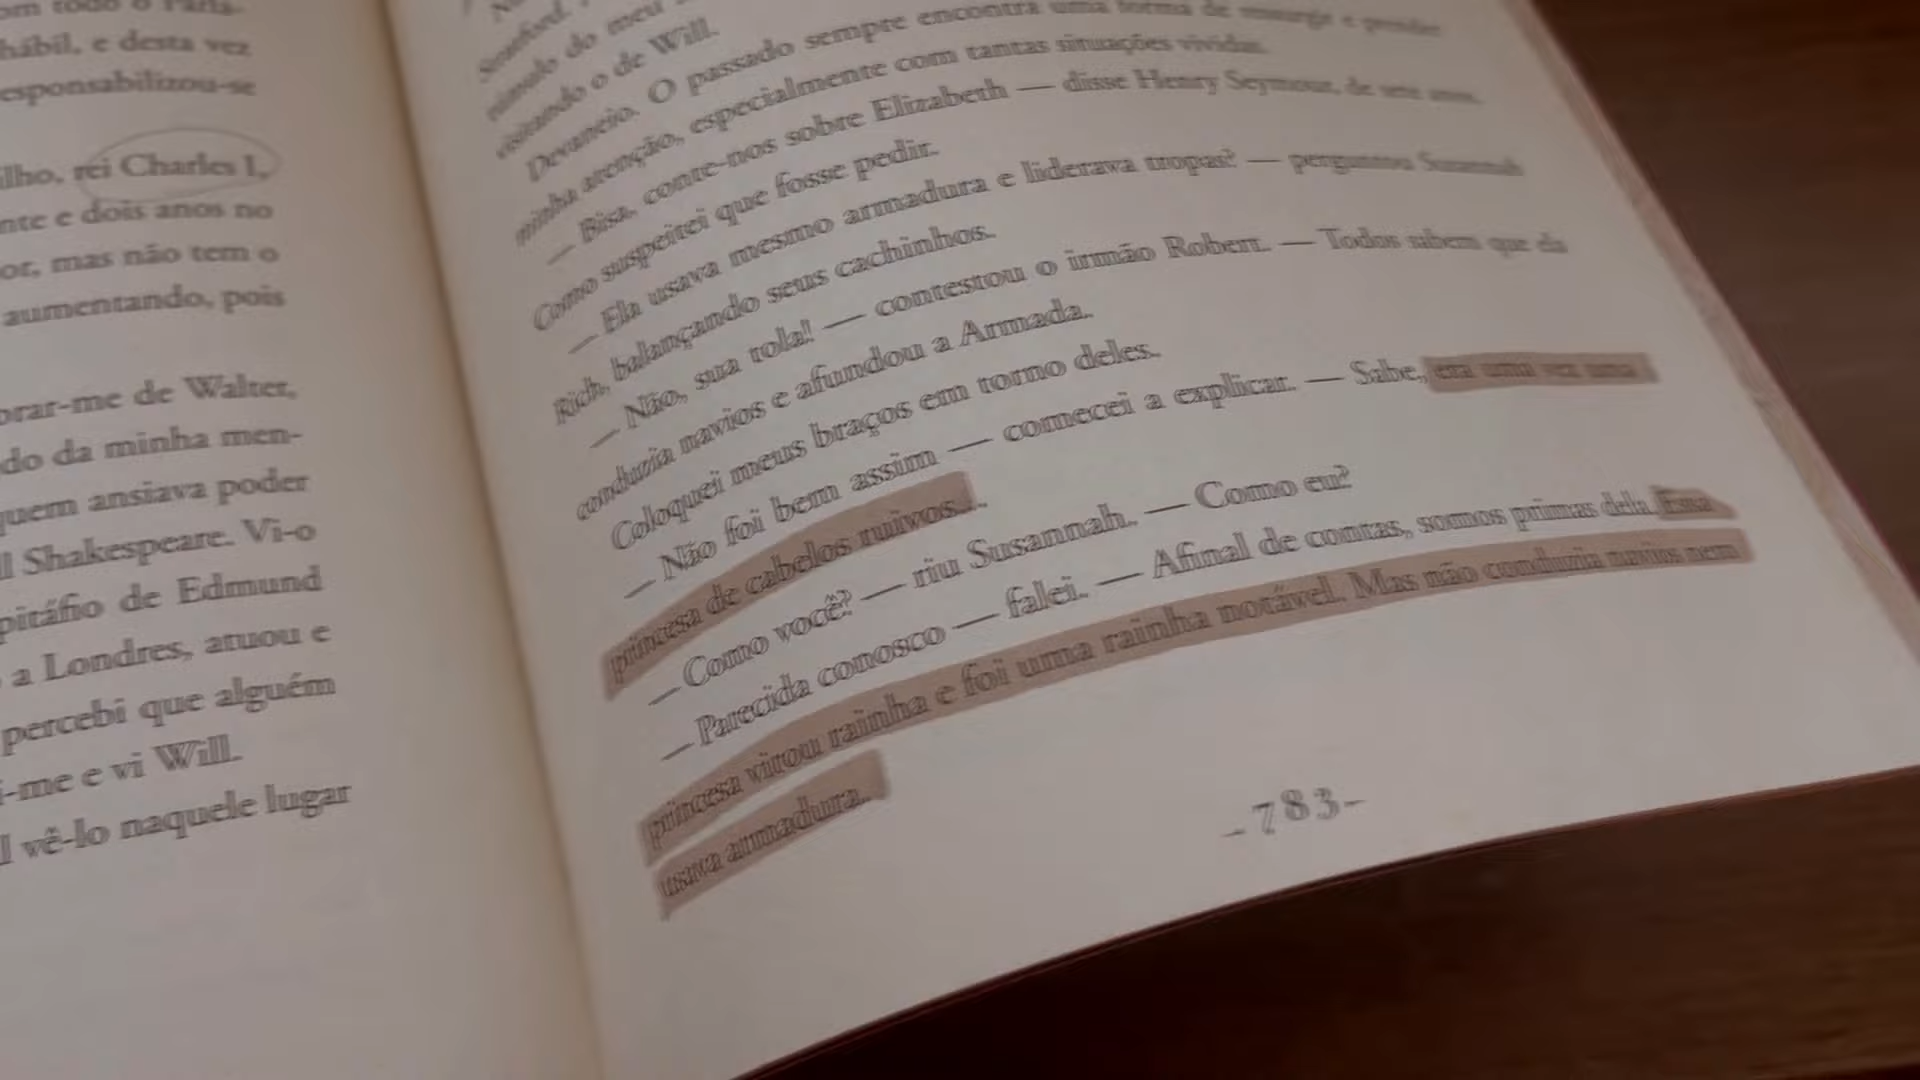 hábil, e desta vez
esponsabilizou-se
ilho, rei Charles I,
nte e dois anos no
or, mas não tem o
aumentando, pois
orar-me de Walter,
do da minha men-
quem ansiava poder
ll Shakespeare. Vi-o
pitáfio de Edmund
a Londres, atuou e
percebi que alguém
i-me e vi Will.
l vê-lo naquele lugar
Stratford.
túmulo do meu
visitando o de Will.
Devaneio. O passado sempre encontra uma forma de emergir e prender
minha atenção, especialmente com tantas situações vividas.
— Bisa, conte-nos sobre Elizabeth — disse Henry Seymour, de sete anos.
Como suspeitei que fosse pedir.
— Ela usava mesmo armadura e liderava tropas? — perguntou Susannah
Rich, balançando seus cachinhos.
— Não, sua tola! — contestou o irmão Robert. — Todos sabem que ela
conduzia navios e afundou a Armada.
Coloquei meus braços em torno deles.
— Não foi bem assim — comecei a explicar. — Sabe, era uma vez uma
princesa de cabelos ruivos...
— Como você? — riu Susannah. — Como eu?
— Parecida conosco — falei. — Afinal de contas, somos primas dela. Essa
princesa virou rainha e foi uma rainha notável. Mas não conduzia navios nem
usava armadura.
-783-